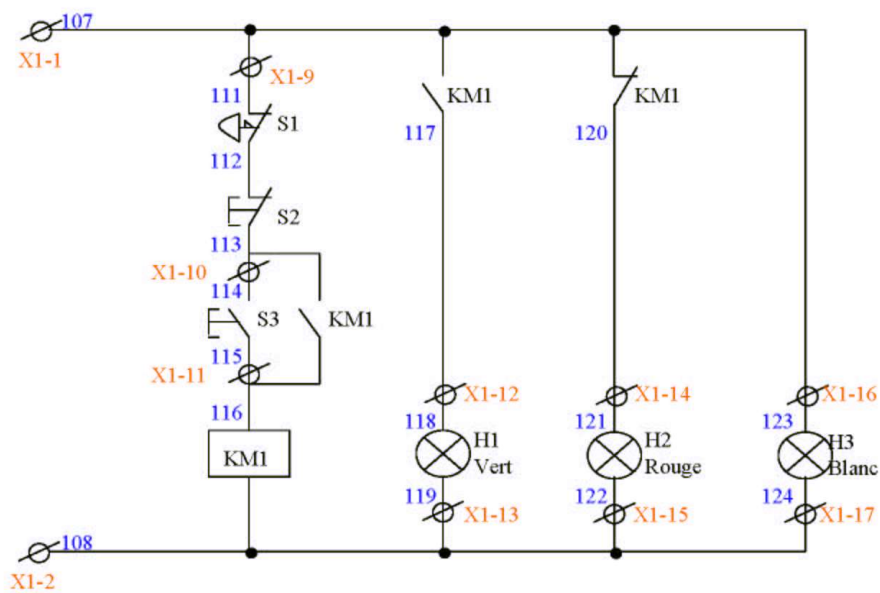 107
X1-1
X1-9
111
S1
112
S2
113
X1-10
114
S3
KM1
115
X1-11
116
KM1
KM1
117
X1-12
118
H1
Vert
119
X1-13
KM1
120
X1-14
121
H2
Rouge
122
X1-15
X1-16
123
H3
Blanc
124
X1-17
108
X1-2